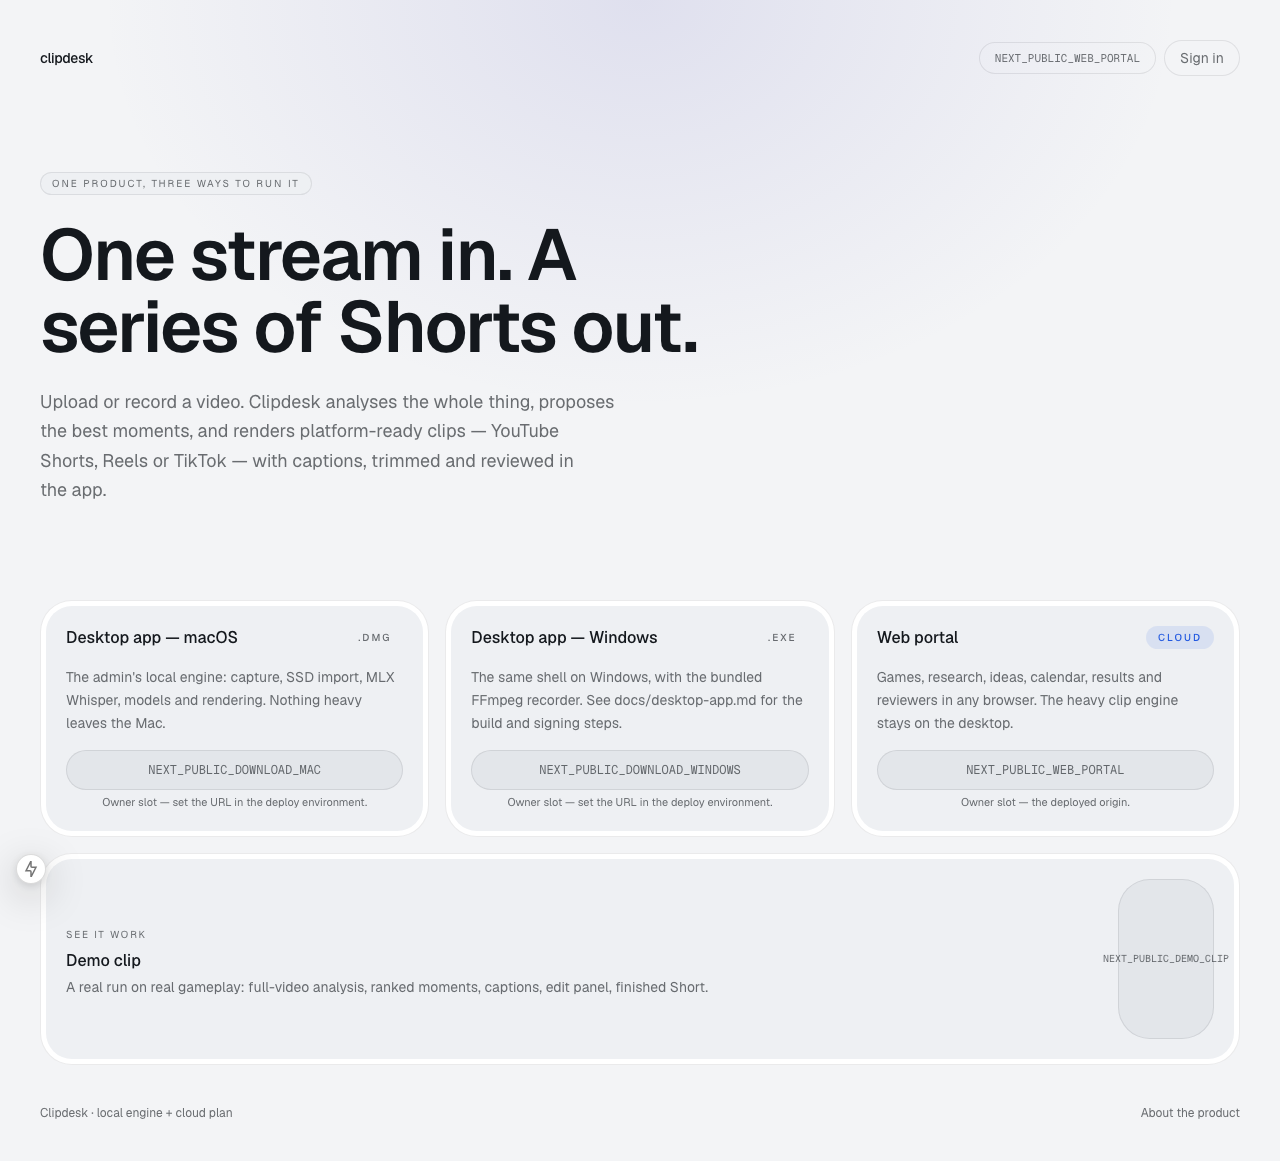 clipdesk
NEXT_PUBLIC_WEB_PORTAL
Sign in
ONE PRODUCT, THREE WAYS TO RUN IT
One stream in. A
series of Shorts out.
Upload or record a video. Clipdesk analyses the whole thing, proposes
the best moments, and renders platform-ready clips — YouTube
Shorts, Reels or TikTok — with captions, trimmed and reviewed in
the app.
Desktop app — macOS
.DMG
The admin's local engine: capture, SSD import, MLX
Whisper, models and rendering. Nothing heavy
leaves the Mac.
NEXT_PUBLIC_DOWNLOAD_MAC
Owner slot — set the URL in the deploy environment.
Desktop app — Windows
.EXE
The same shell on Windows, with the bundled
FFmpeg recorder. See docs/desktop-app.md for the
build and signing steps.
NEXT_PUBLIC_DOWNLOAD_WINDOWS
Owner slot — set the URL in the deploy environment.
Web portal
CLOUD
Games, research, ideas, calendar, results and
reviewers in any browser. The heavy clip engine
stays on the desktop.
NEXT_PUBLIC_WEB_PORTAL
Owner slot — the deployed origin.
SEE IT WORK
Demo clip
A real run on real gameplay: full-video analysis, ranked moments, captions, edit panel, finished Short.
NEXT_PUBLIC_DEMO_CLIP
Clipdesk · local engine + cloud plan
About the product